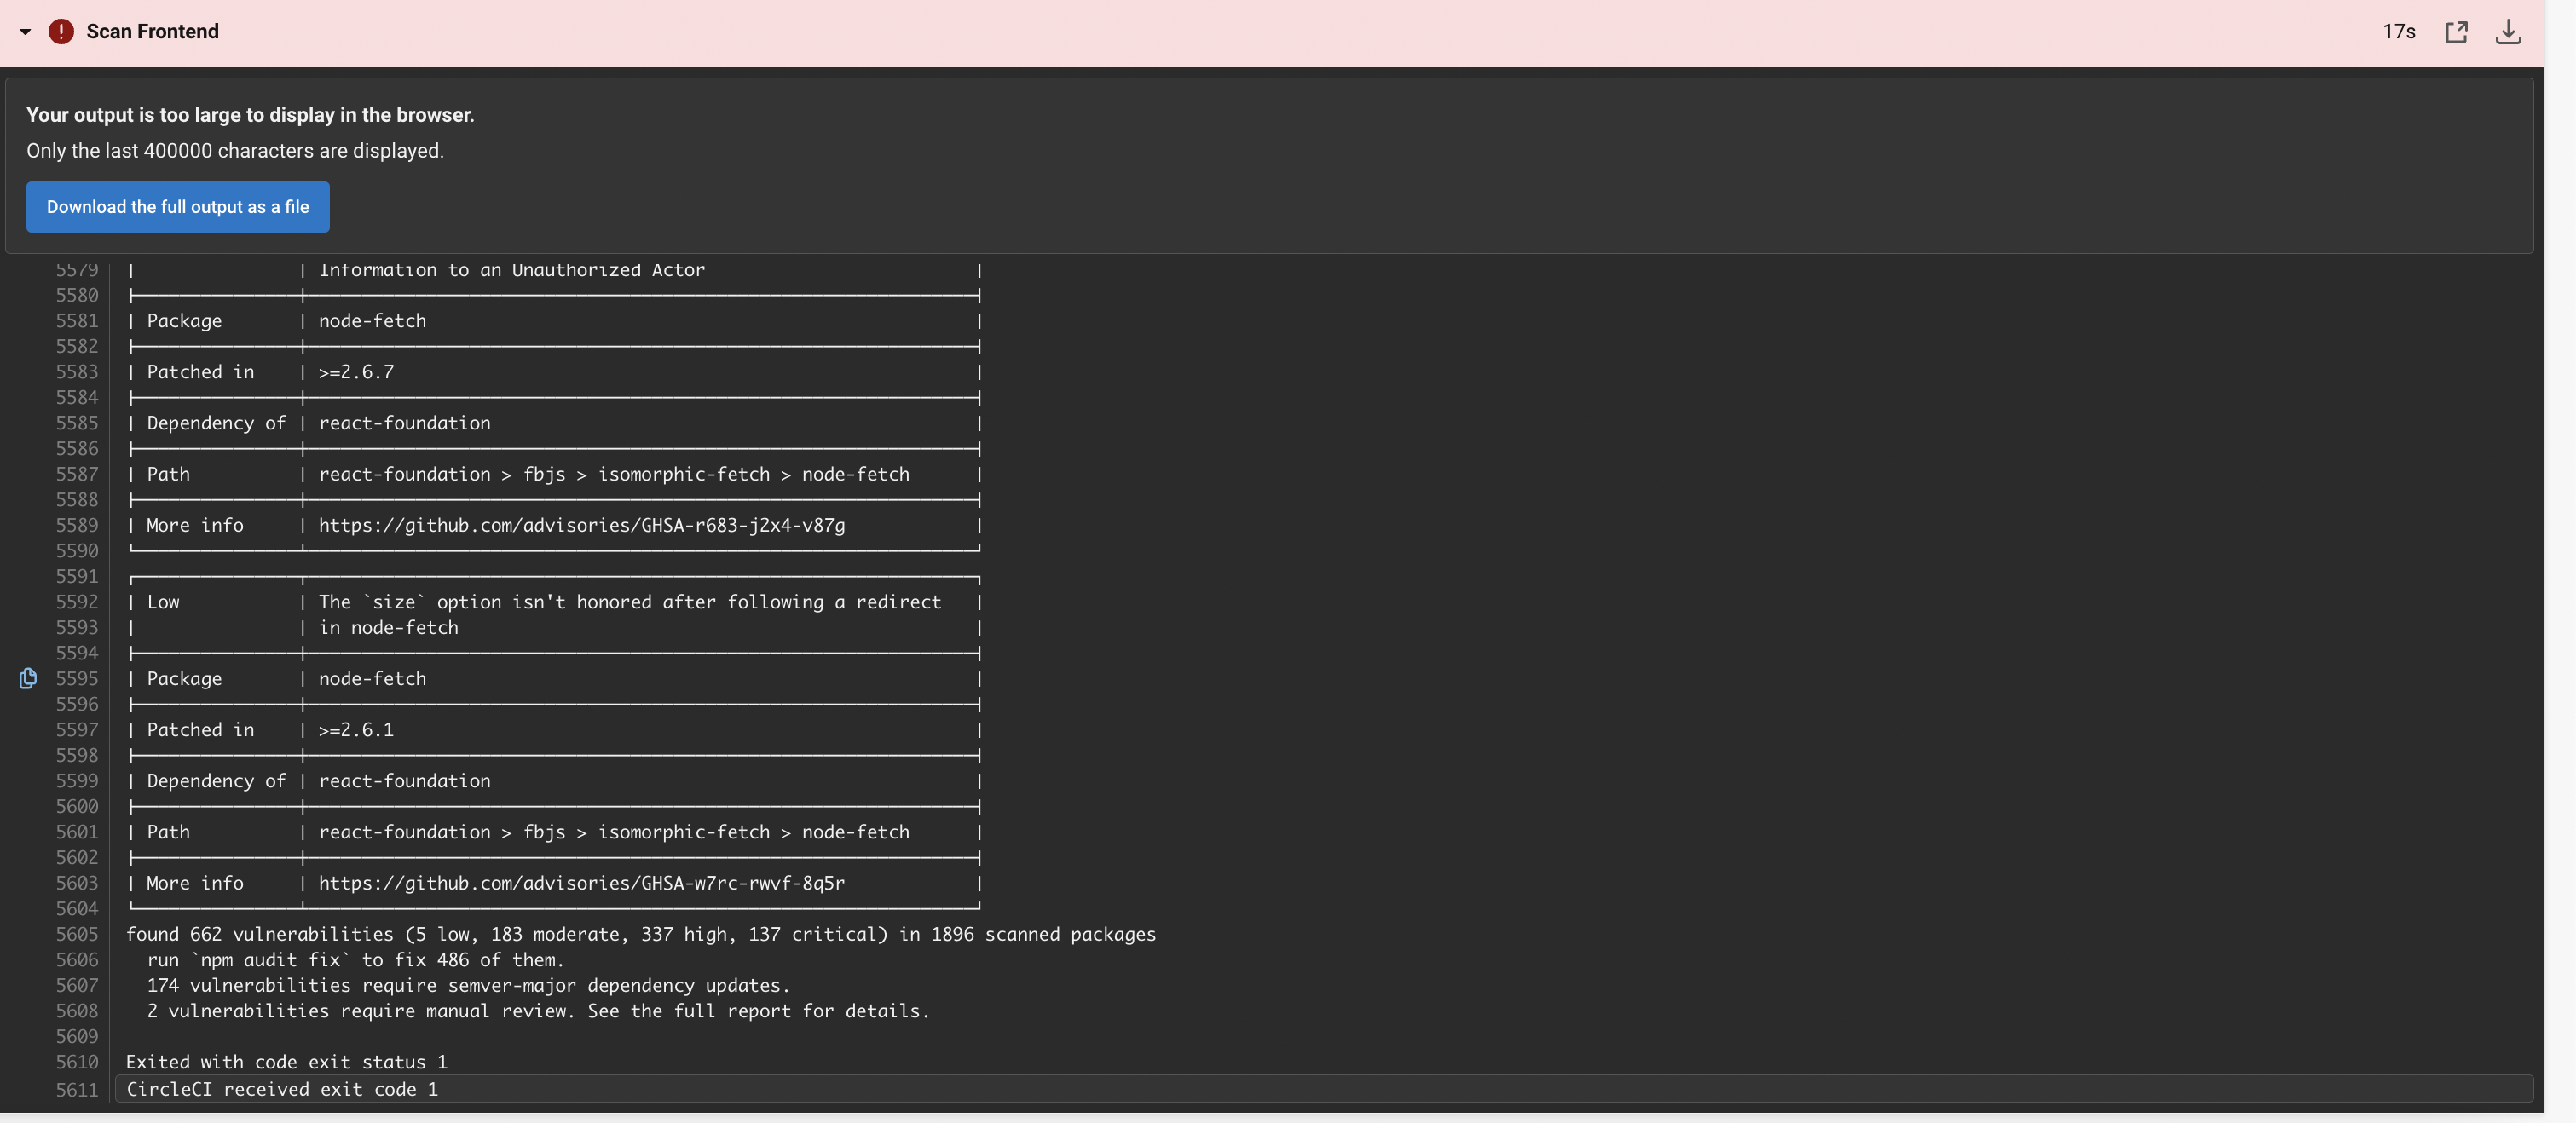 Scan Frontend
17s
Your output is too large to display in the browser.
Only the last 400000 characters are displayed.
Download the full output as a file
5579 | | Information to an Unauthorized Actor |
5580
5581 | Package | node-fetch |
5582
5583 | Patched in | >=2.6.7 |
5584
5585 | Dependency of | react-foundation |
5586
5587 | Path | react-foundation > fbjs > isomorphic-fetch > node-fetch |
5588
5589 | More info | https://github.com/advisories/GHSA-r683-j2x4-v87g |
5590
5591
5592 | Low | The `size` option isn't honored after following a redirect |
5593 | | in node-fetch |
5594
5595 | Package | node-fetch |
5596
5597 | Patched in | >=2.6.1 |
5598
5599 | Dependency of | react-foundation |
5600
5601 | Path | react-foundation > fbjs > isomorphic-fetch > node-fetch |
5602
5603 | More info | https://github.com/advisories/GHSA-w7rc-rwvf-8q5r |
5604
5605 found 662 vulnerabilities (5 low, 183 moderate, 337 high, 137 critical) in 1896 scanned packages
5606 run `npm audit fix` to fix 486 of them.
5607 174 vulnerabilities require semver-major dependency updates.
5608 2 vulnerabilities require manual review. See the full report for details.
5609
5610 Exited with code exit status 1
5611 CircleCI received exit code 1